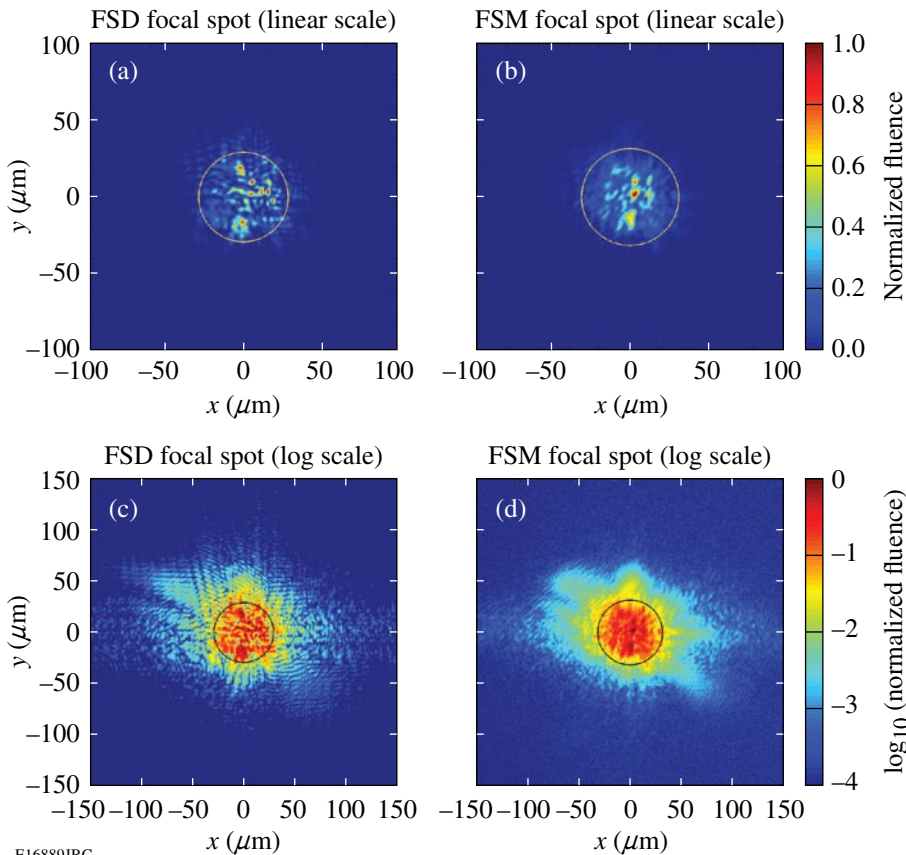 FSD focal spot (linear scale)
FSM focal spot (linear scale)
(a)
(b)
100
50
0
−50
−100
y (μm)
1.0
0.8
0.6
0.4
0.2
0.0
Normalized fluence
−100 −50 0 50 100
−100 −50 0 50 100
x (μm)
x (μm)
FSD focal spot (log scale)
FSM focal spot (log scale)
(c)
(d)
150
100
50
0
−50
−100
−150
y (μm)
0
−1
−2
−3
−4
log10 (normalized fluence)
−150 −100 −50 0 50 100
−150 −100 −50 0 50 100 150
x (μm)
x (μm)